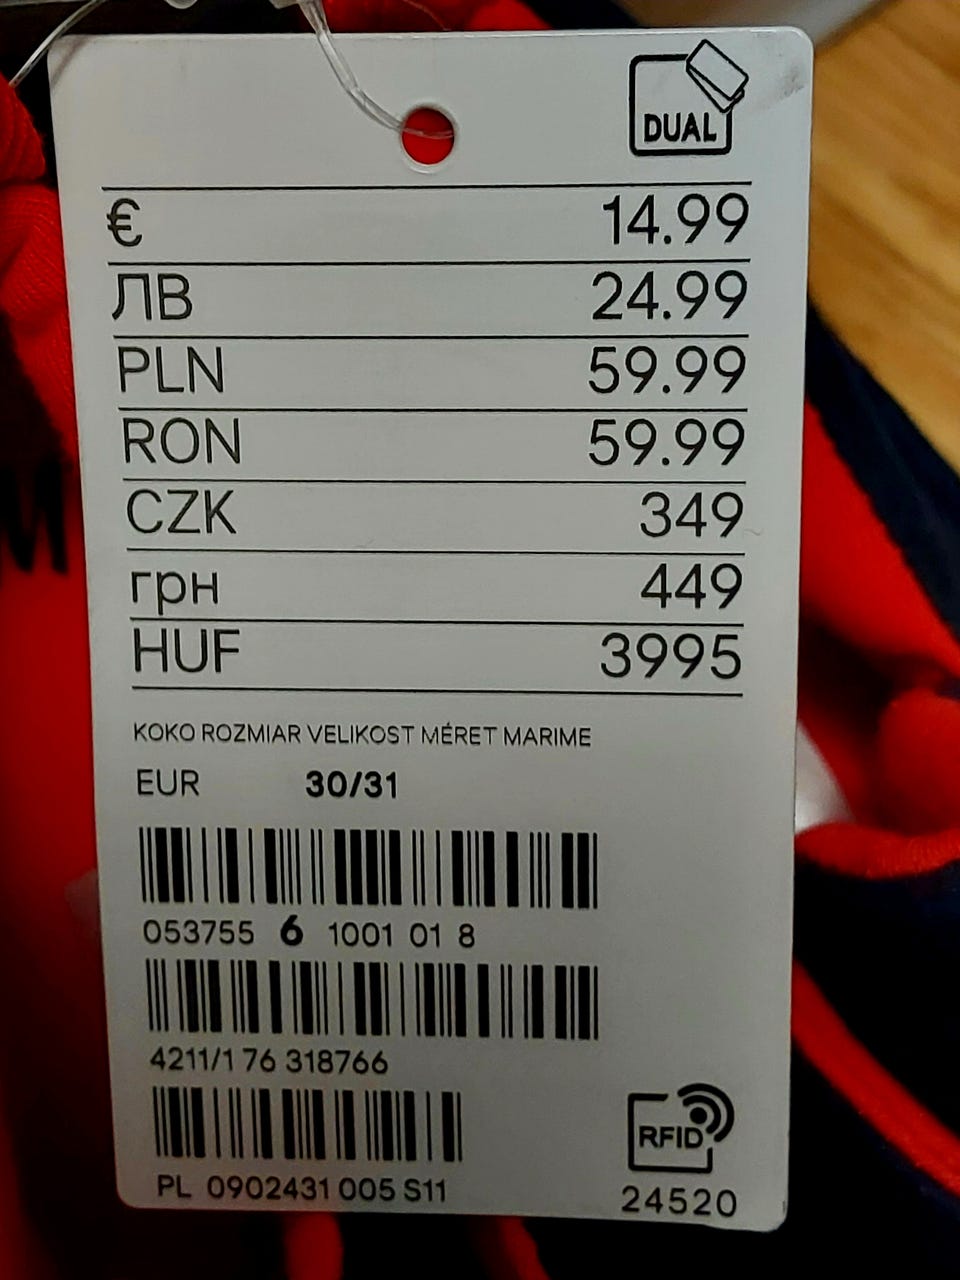 DUAL
€ 14.99
ЛВ 24.99
PLN 59.99
RON 59.99
CZK 349
грн 449
HUF 3995
KOKO ROZMIAR VELIKOST MÉRET MARIME
EUR 30/31
053755 6 1001 01 8
4211/1 76 318766
RFID
PL 0902431 005 S11
24520